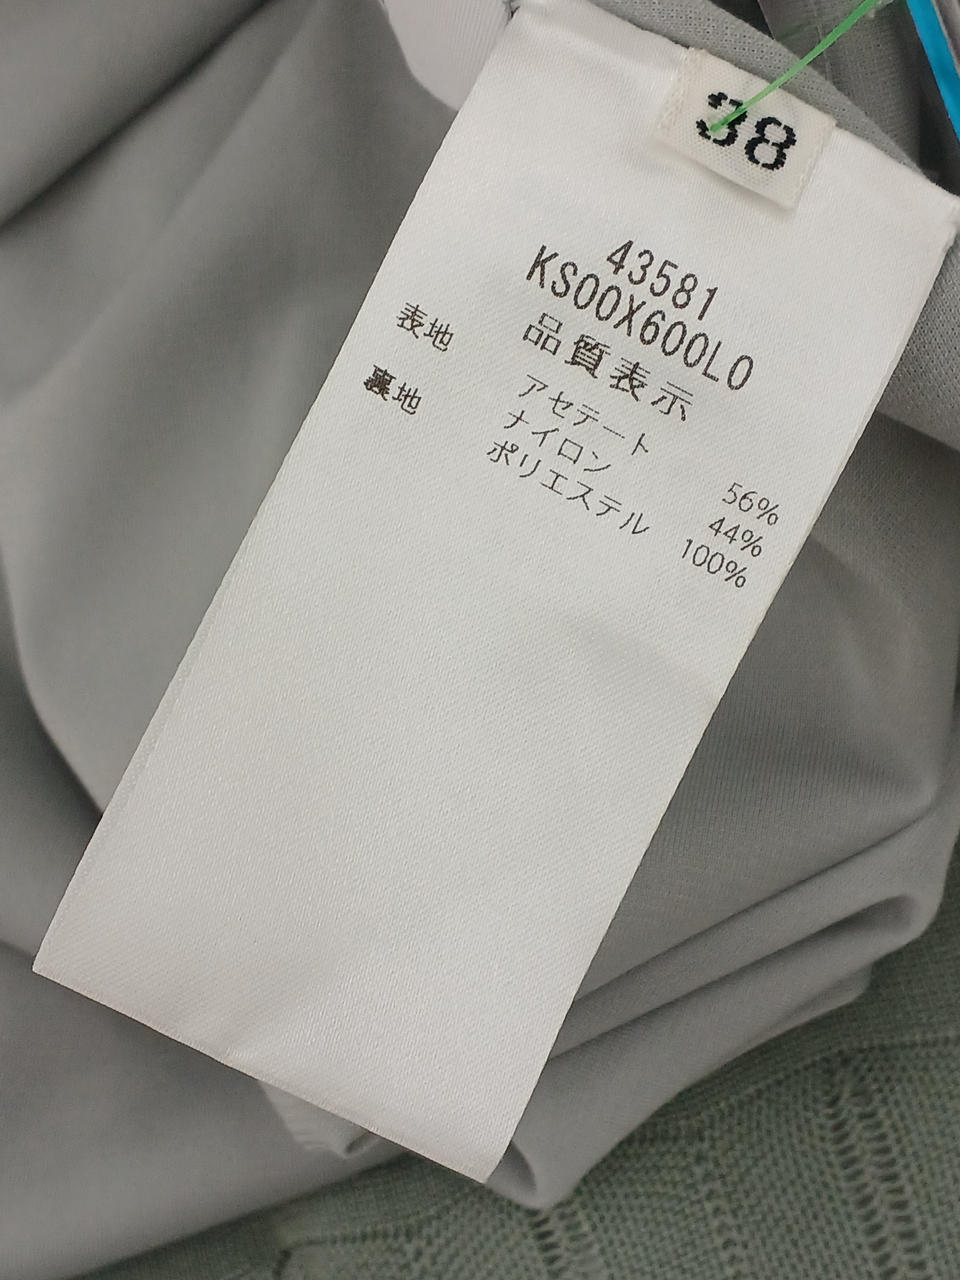 38
43581
KS00X600L0
品質表示
表地 アセテート 56%
ナイロン 44%
裏地 ポリエステル 100%